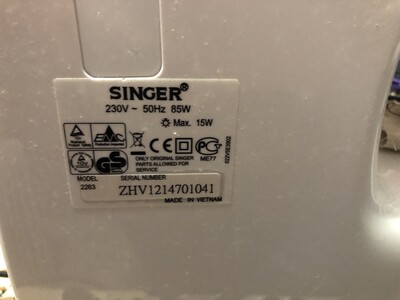 SINGER®
230V ~ 50Hz 85W
Max. 15W
ONLY ORIGINAL SINGER
PARTS ALLOWED FOR
SERVICE
ME77
MODEL
2263
SERIAL NUMBER
ZHV1214701041
MADE IN VIETNAM